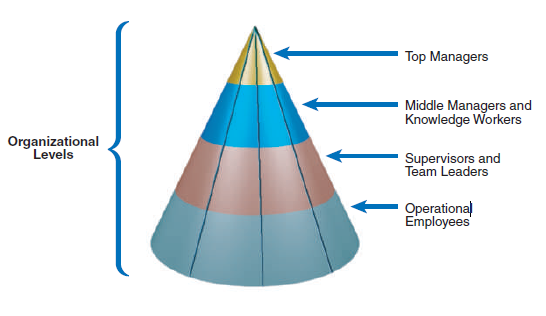 Organizational
Levels
Top Managers
Middle Managers and
Knowledge Workers
Supervisors and
Team Leaders
Operational
Employees